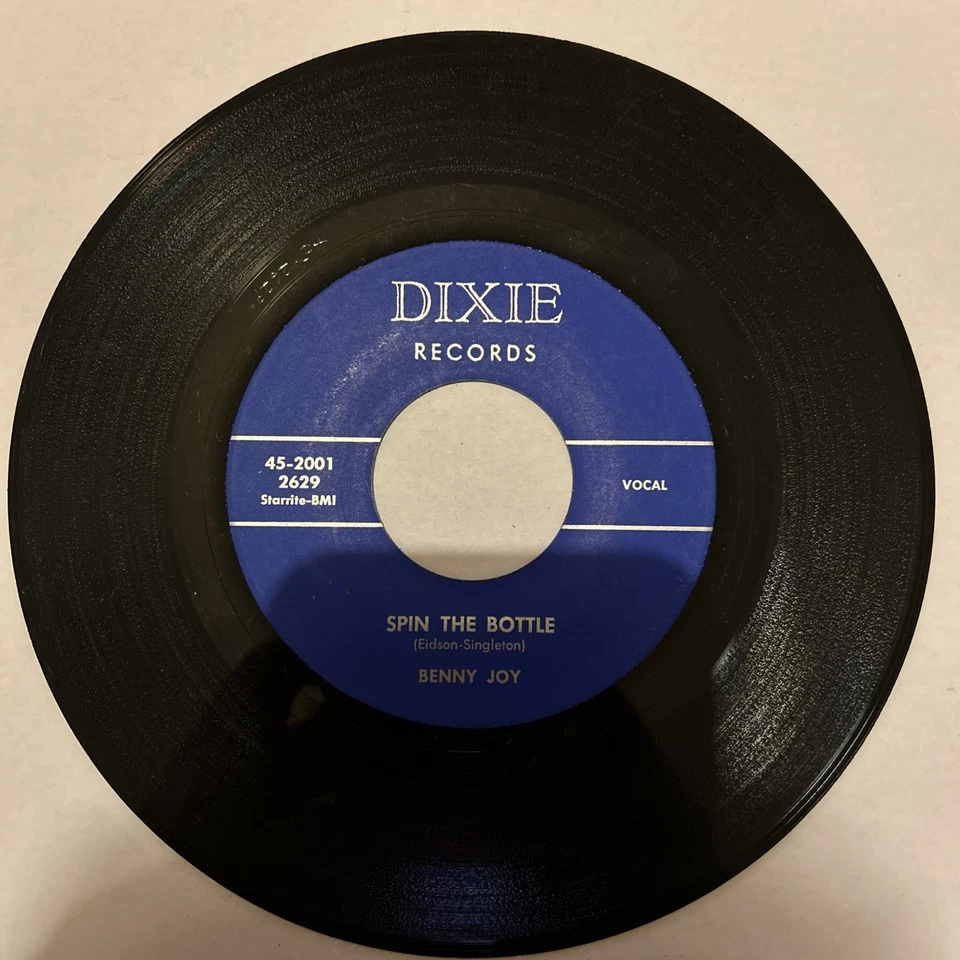 DIXIE
RECORDS
45-2001
2629
Starrite-BMI
VOCAL
SPIN THE BOTTLE
(Eidson-Singleton)
BENNY JOY